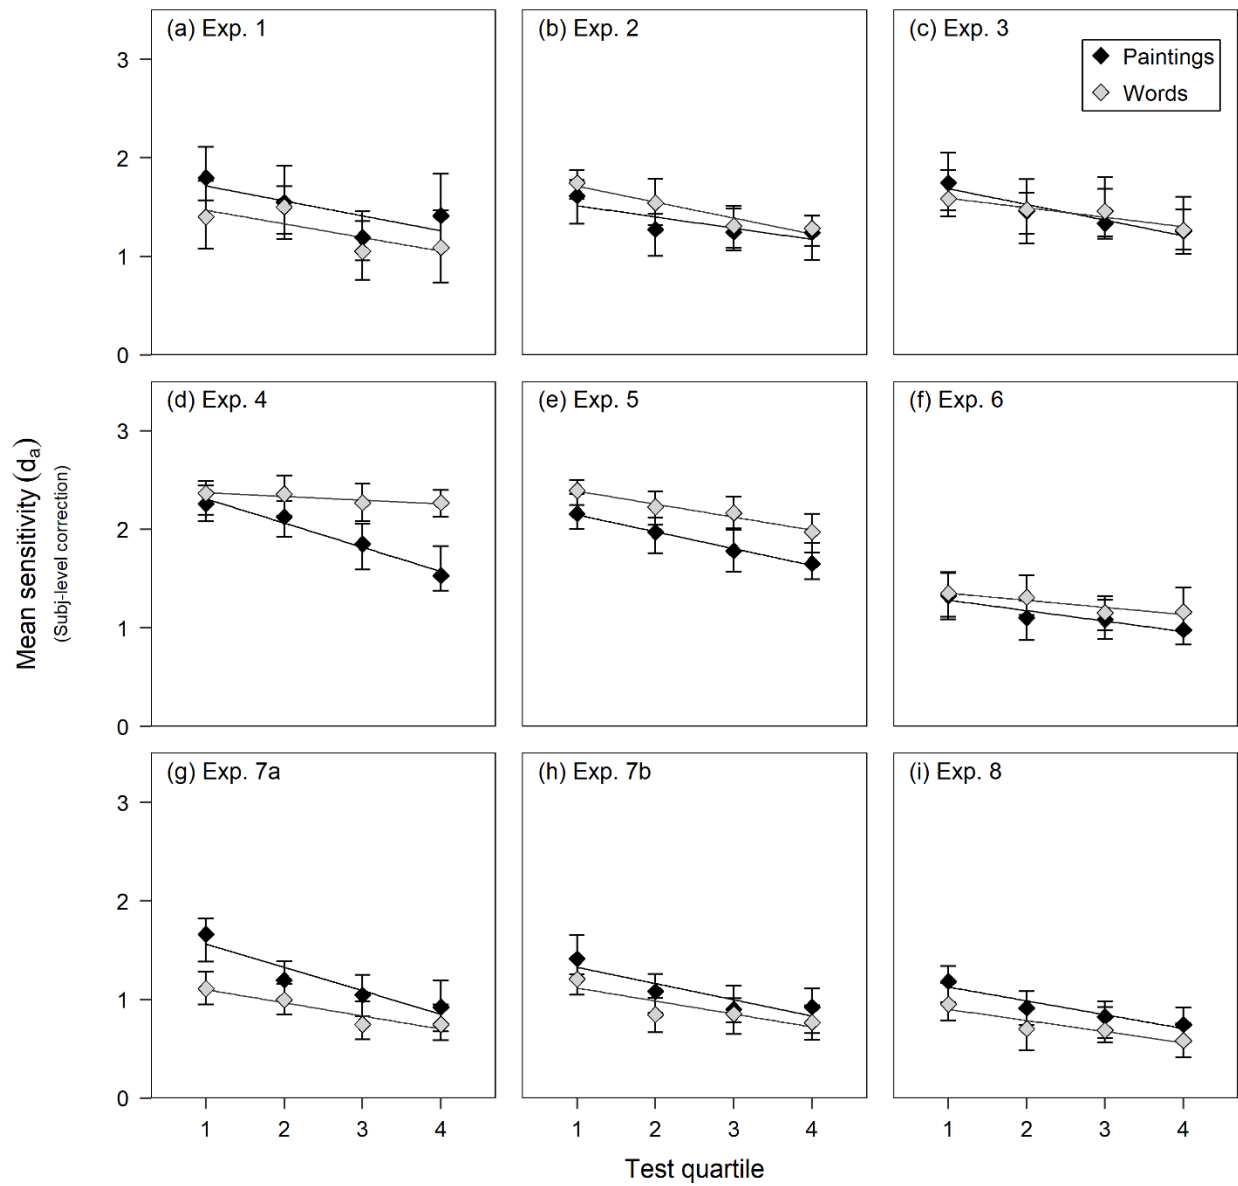 (a) Exp. 1
(b) Exp. 2
(c) Exp. 3
Paintings
Words
3
2
1
0
(d) Exp. 4
(e) Exp. 5
(f) Exp. 6
3
2
1
0
Mean sensitivity (da)
(Subj-level correction)
(g) Exp. 7a
(h) Exp. 7b
(i) Exp. 8
3
2
1
0
1 2 3 4
1 2 3 4
1 2 3 4
Test quartile